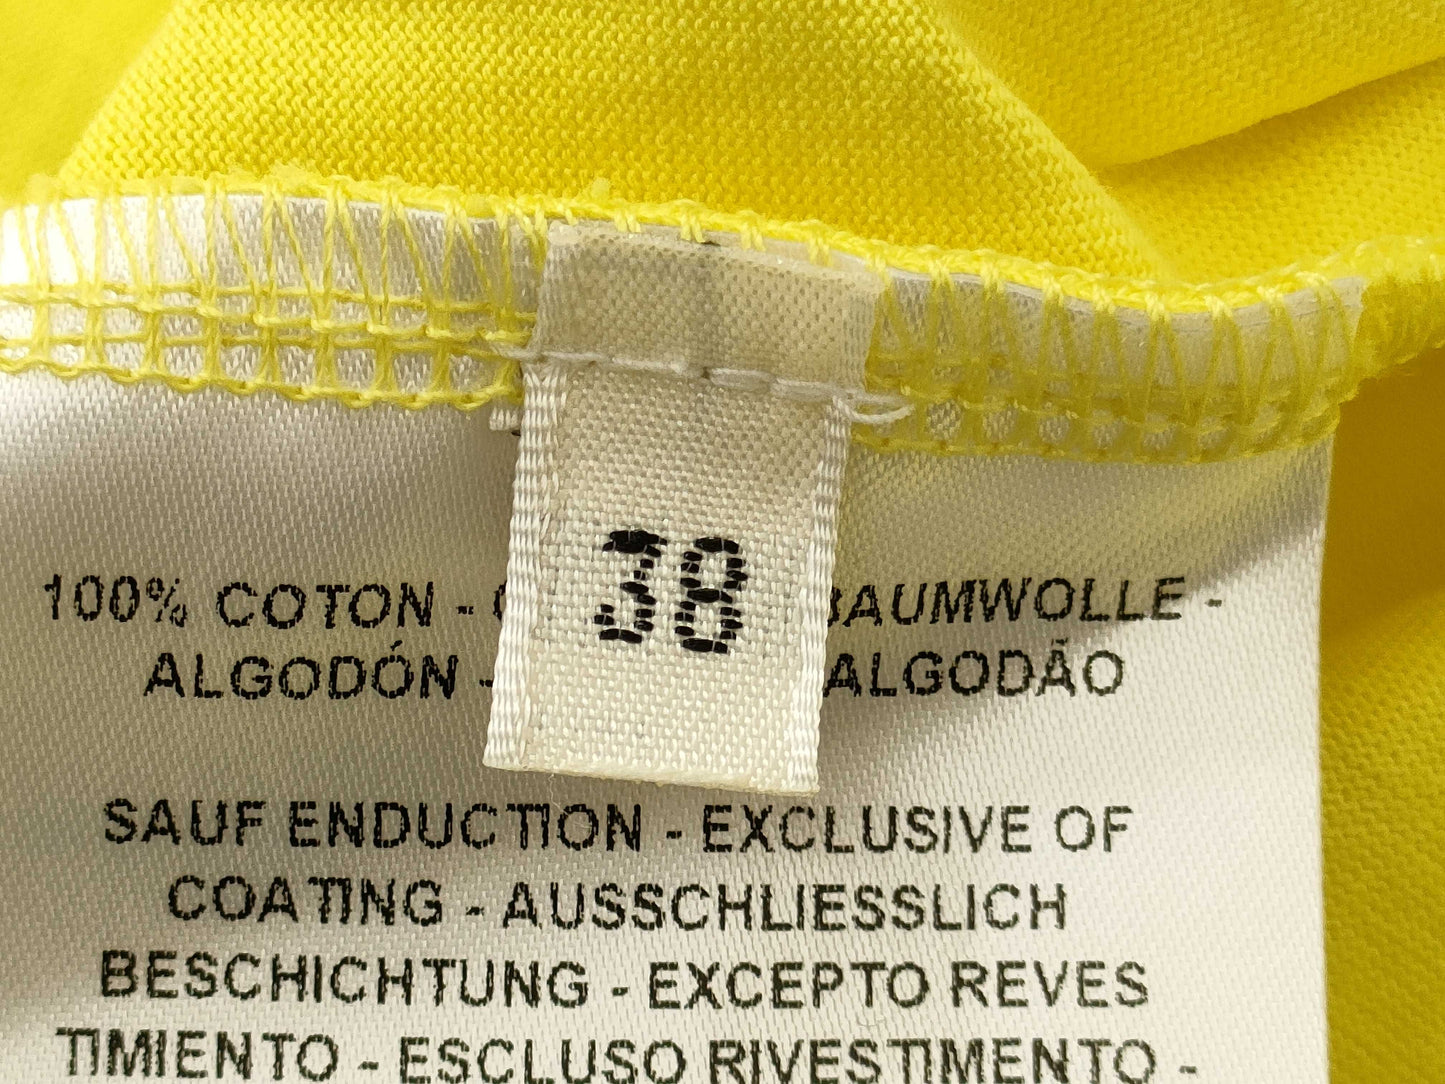 38
100% COTON - BAUMWOLLE -
ALGODÓN - ALGODÃO
SAUF ENDUCTION - EXCLUSIVE OF
COATING - AUSSCHLIESSLICH
BESCHICHTUNG - EXCEPTO REVES
TIMIENTO - ESCLUSO RIVESTIMENTO -